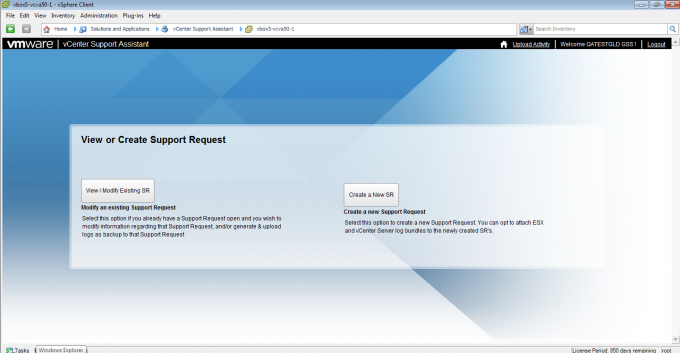 vbox5-vcva50-1 - vSphere Client
File Edit View Inventory Administration Plug-ins Help
Home Solutions and Applications vCenter Support Assistant vbox5-vcva50-1 Search Inventory
vmware vCenter Support Assistant Upload Activity Welcome QATESTGLD GSS ! Logout
View or Create Support Request
View / Modify Existing SR
Modify an existing Support Request
Select this option if you already have a Support Request open and you wish to
modify information regarding that Support Request, and/or generate & upload
logs as backup to that Support Request
Create a New SR
Create a new Support Request
Select this option to create a new Support Request. You can opt to attach ESX
and vCenter Server log bundles to the newly created SR's.
Tasks Windows Explorer License Period: 850 days remaining root